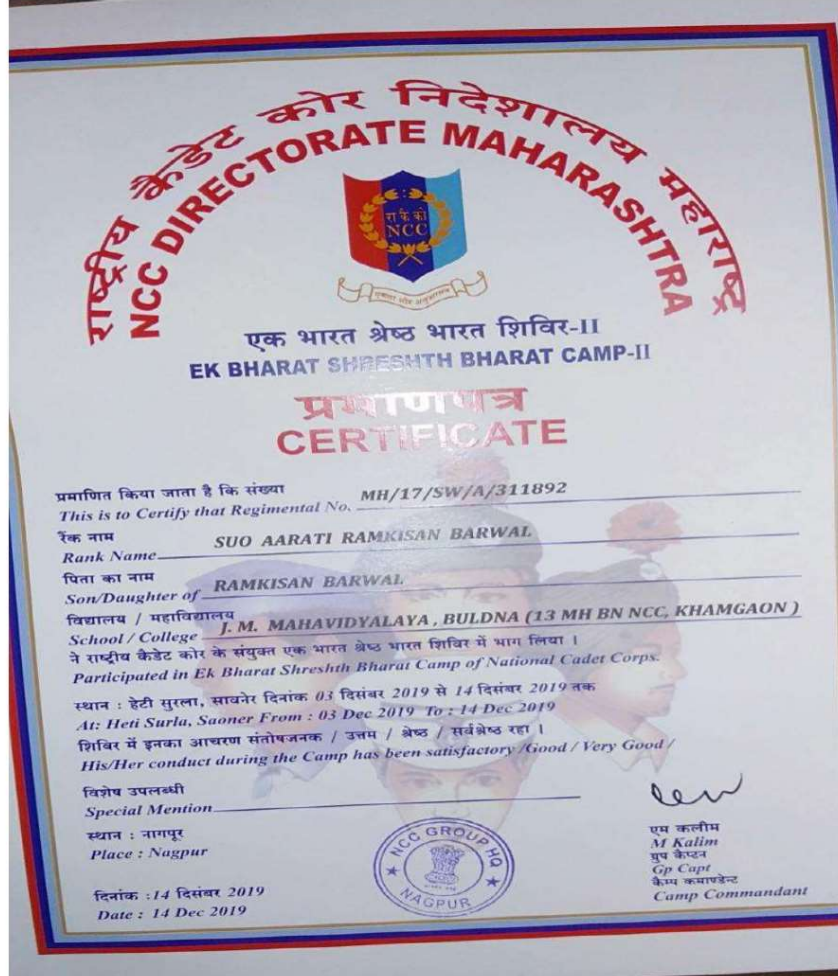 राष्ट्रीय कैडेट कोर निदेशालय महाराष्ट्र
NCC DIRECTORATE MAHARASHTRA
रा कै को
NCC
एकता और अनुशासन
एक भारत श्रेष्ठ भारत शिविर-II
EK BHARAT SHRESHTH BHARAT CAMP-II
प्रमाणपत्र
CERTIFICATE
प्रमाणित किया जाता है कि संख्या
This is to Certify that Regimental No. MH/17/SW/A/311892
रैंक नाम
Rank Name SUO AARATI RAMKISAN BARWAL
पिता का नाम
Son/Daughter of RAMKISAN BARWAL
विद्यालय / महाविद्यालय
School / College J. M. MAHAVIDYALAYA , BULDNA (13 MH BN NCC, KHAMGAON )
ने राष्ट्रीय कैडेट कोर के संयुक्त एक भारत श्रेष्ठ भारत शिविर में भाग लिया ।
Participated in Ek Bharat Shreshth Bharat Camp of National Cadet Corps.
स्थान : हेटी सुरला, सावनेर दिनांक 03 दिसंबर 2019 से 14 दिसंबर 2019 तक
At: Heti Surla, Saoner From : 03 Dec 2019 To : 14 Dec 2019
शिविर में इनका आचरण संतोषजनक / उत्तम / श्रेष्ठ / सर्वश्रेष्ठ रहा ।
His/Her conduct during the Camp has been satisfactory /Good / Very Good /
विशेष उपलब्धी
Special Mention
स्थान : नागपूर
Place : Nagpur
दिनांक :14 दिसंबर 2019
Date : 14 Dec 2019
NCC GROUP HQ
NAGPUR
एम कलीम
M Kalim
ग्रुप कैप्टन
Gp Capt
कैम्प कमाण्डेन्ट
Camp Commandant